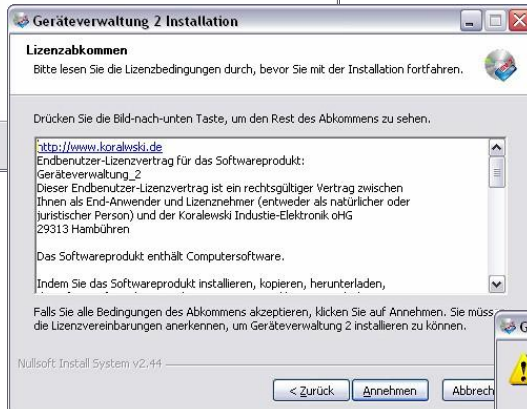 Geräteverwaltung 2 Installation
Lizenzabkommen
Bitte lesen Sie die Lizenzbedingungen durch, bevor Sie mit der Installation fortfahren.
Drücken Sie die Bild-nach-unten Taste, um den Rest des Abkommens zu sehen.
http://www.koralwski.de
Endbenutzer-Lizenzvertrag für das Softwareprodukt:
Geräteverwaltung_2
Dieser Endbenutzer-Lizenzvertrag ist ein rechtsgültiger Vertrag zwischen
Ihnen als End-Anwender und Lizenznehmer (entweder als natürlicher oder
juristischer Person) und der Koralewski Industie-Elektronik oHG
29313 Hambühren
Das Softwareprodukt enthält Computersoftware.
Indem Sie das Softwareprodukt installieren, kopieren, herunterladen,
Falls Sie alle Bedingungen des Abkommens akzeptieren, klicken Sie auf Annehmen. Sie müss
die Lizenzvereinbarungen anerkennen, um Geräteverwaltung 2 installieren zu können.
G
Nullsoft Install System v2.44
< Zurück
Annehmen
Abbrech